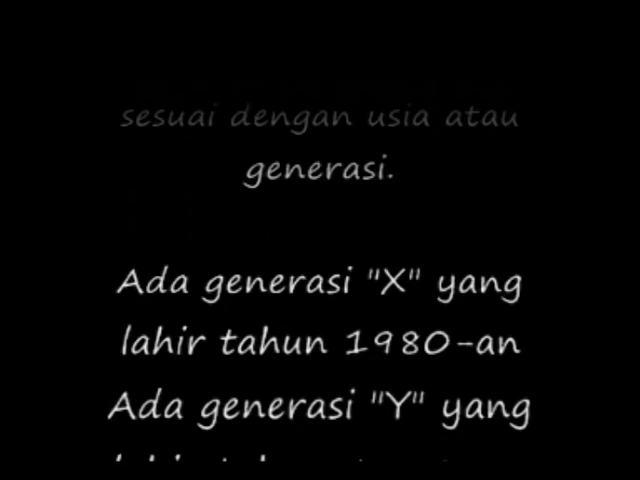 sesuai dengan usia atau
generasi.
Ada generasi "X" yang
lahir tahun 1980-an
Ada generasi "Y" yang